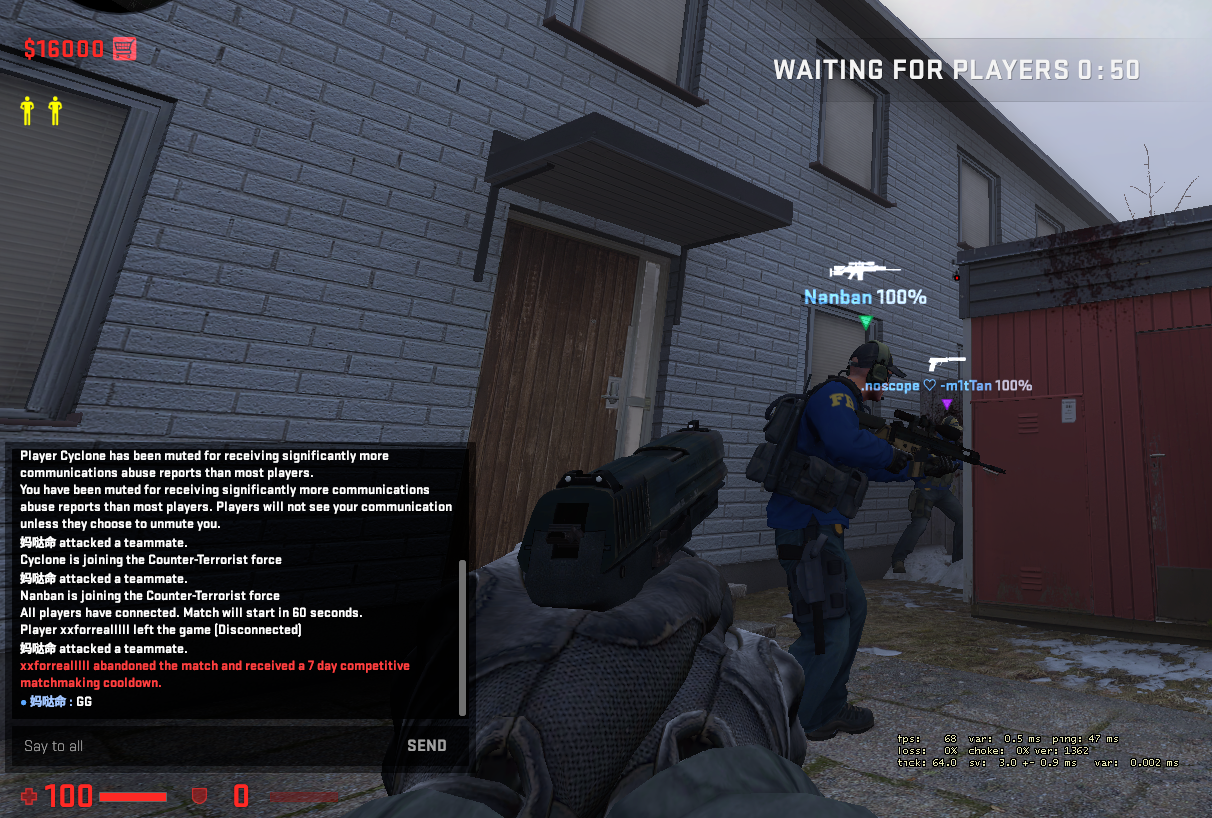 $16000
WAITING FOR PLAYERS 0:50
Nanban 100%
.noscope ♡ -m1tTan 100%
FB
Player Cyclone has been muted for receiving significantly more
communications abuse reports than most players.
You have been muted for receiving significantly more communications
abuse reports than most players. Players will not see your communication
unless they choose to unmute you.
妈哒命 attacked a teammate.
Cyclone is joining the Counter-Terrorist force
妈哒命 attacked a teammate.
Nanban is joining the Counter-Terrorist force
All players have connected. Match will start in 60 seconds.
Player xxforreallllll left the game (Disconnected)
妈哒命 attacked a teammate.
xxforreallllll abandoned the match and received a 7 day competitive
matchmaking cooldown.
● 妈哒命 : GG
Say to all SEND
fps: 68 var: 0.5 ms ping: 47 ms
loss: 0% choke: 0% ver: 1362
tick: 64.0 sv: 3.0 +- 0.9 ms var: 0.002 ms
100 0